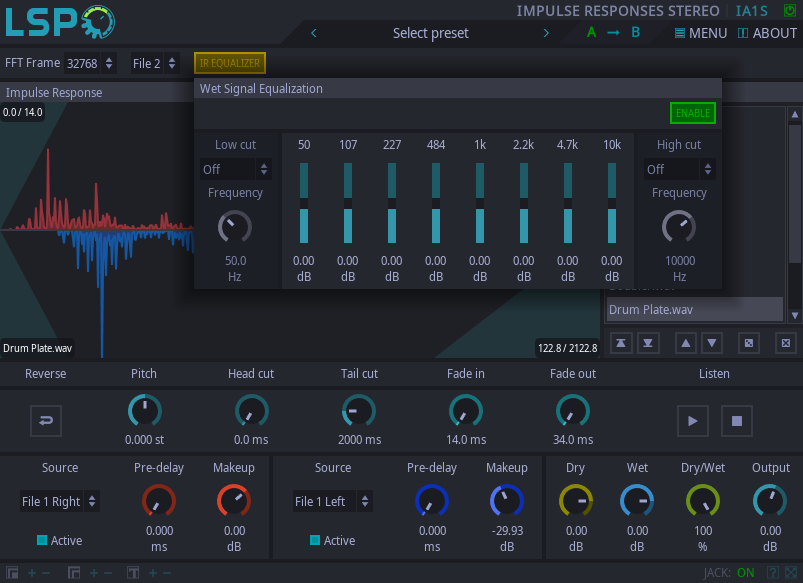 LSP
IMPULSE RESPONSES STEREO IA1S
Select preset
A → B
MENU
ABOUT
FFT Frame 32768 File 2 IR EQUALIZER
Impulse Response
0.0 / 14.0
Wet Signal Equalization
ENABLE
Low cut 50 107 227 484 1k 2.2k 4.7k 10k High cut
Off Off
Frequency Frequency
50.0 0.00 0.00 0.00 0.00 0.00 0.00 0.00 0.00 10000
Hz dB dB dB dB dB dB dB dB Hz
Drum Plate.wav
Drum Plate.wav 122.8 / 2122.8
Reverse Pitch Head cut Tail cut Fade in Fade out Listen
0.000 st 0.0 ms 2000 ms 14.0 ms 34.0 ms
Source Pre-delay Makeup Source Pre-delay Makeup Dry Wet Dry/Wet Output
File 1 Right File 1 Left
Active 0.000 0.00 Active 0.000 -29.93 0.00 0.00 100 0.00
ms dB ms dB dB dB % dB
JACK: ON